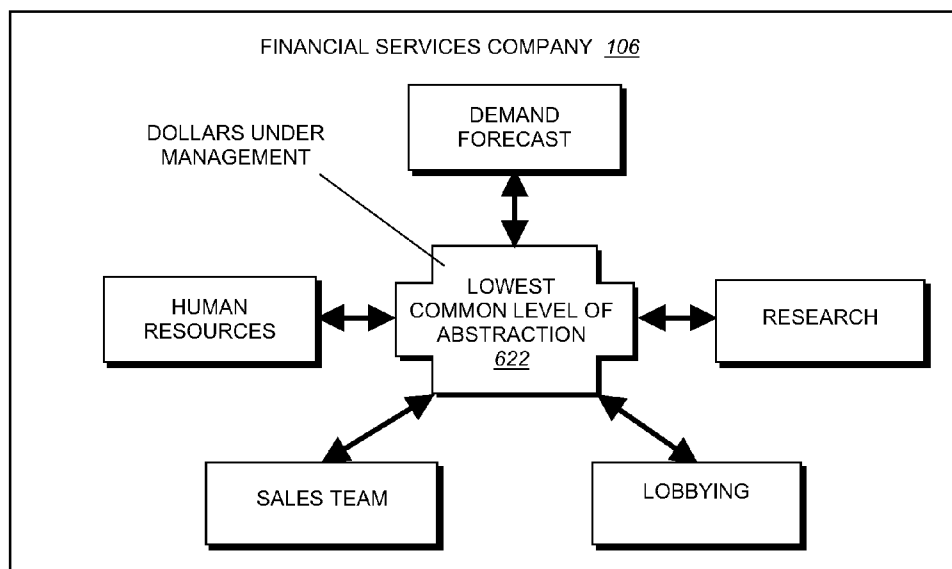 FINANCIAL SERVICES COMPANY 106
DEMAND
FORECAST
DOLLARS UNDER
MANAGEMENT
LOWEST
COMMON LEVEL OF
ABSTRACTION
622
HUMAN
RESOURCES
RESEARCH
SALES TEAM
LOBBYING